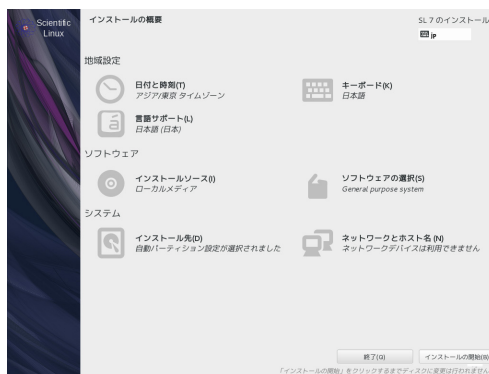 Scientific
Linux
インストールの概要
SL 7 のインストール
jp
地域設定
日付と時刻(T)
アジア/東京 タイムゾーン
キーボード(K)
日本語
言語サポート(L)
日本語 (日本)
ソフトウェア
インストールソース(I)
ローカルメディア
ソフトウェアの選択(S)
General purpose system
システム
インストール先(D)
自動パーティション設定が選択されました
ネットワークとホスト名 (N)
ネットワークデバイスは利用できません
終了(Q)
インストールの開始(B)
「インストールの開始」をクリックするまでディスクに変更は行われません